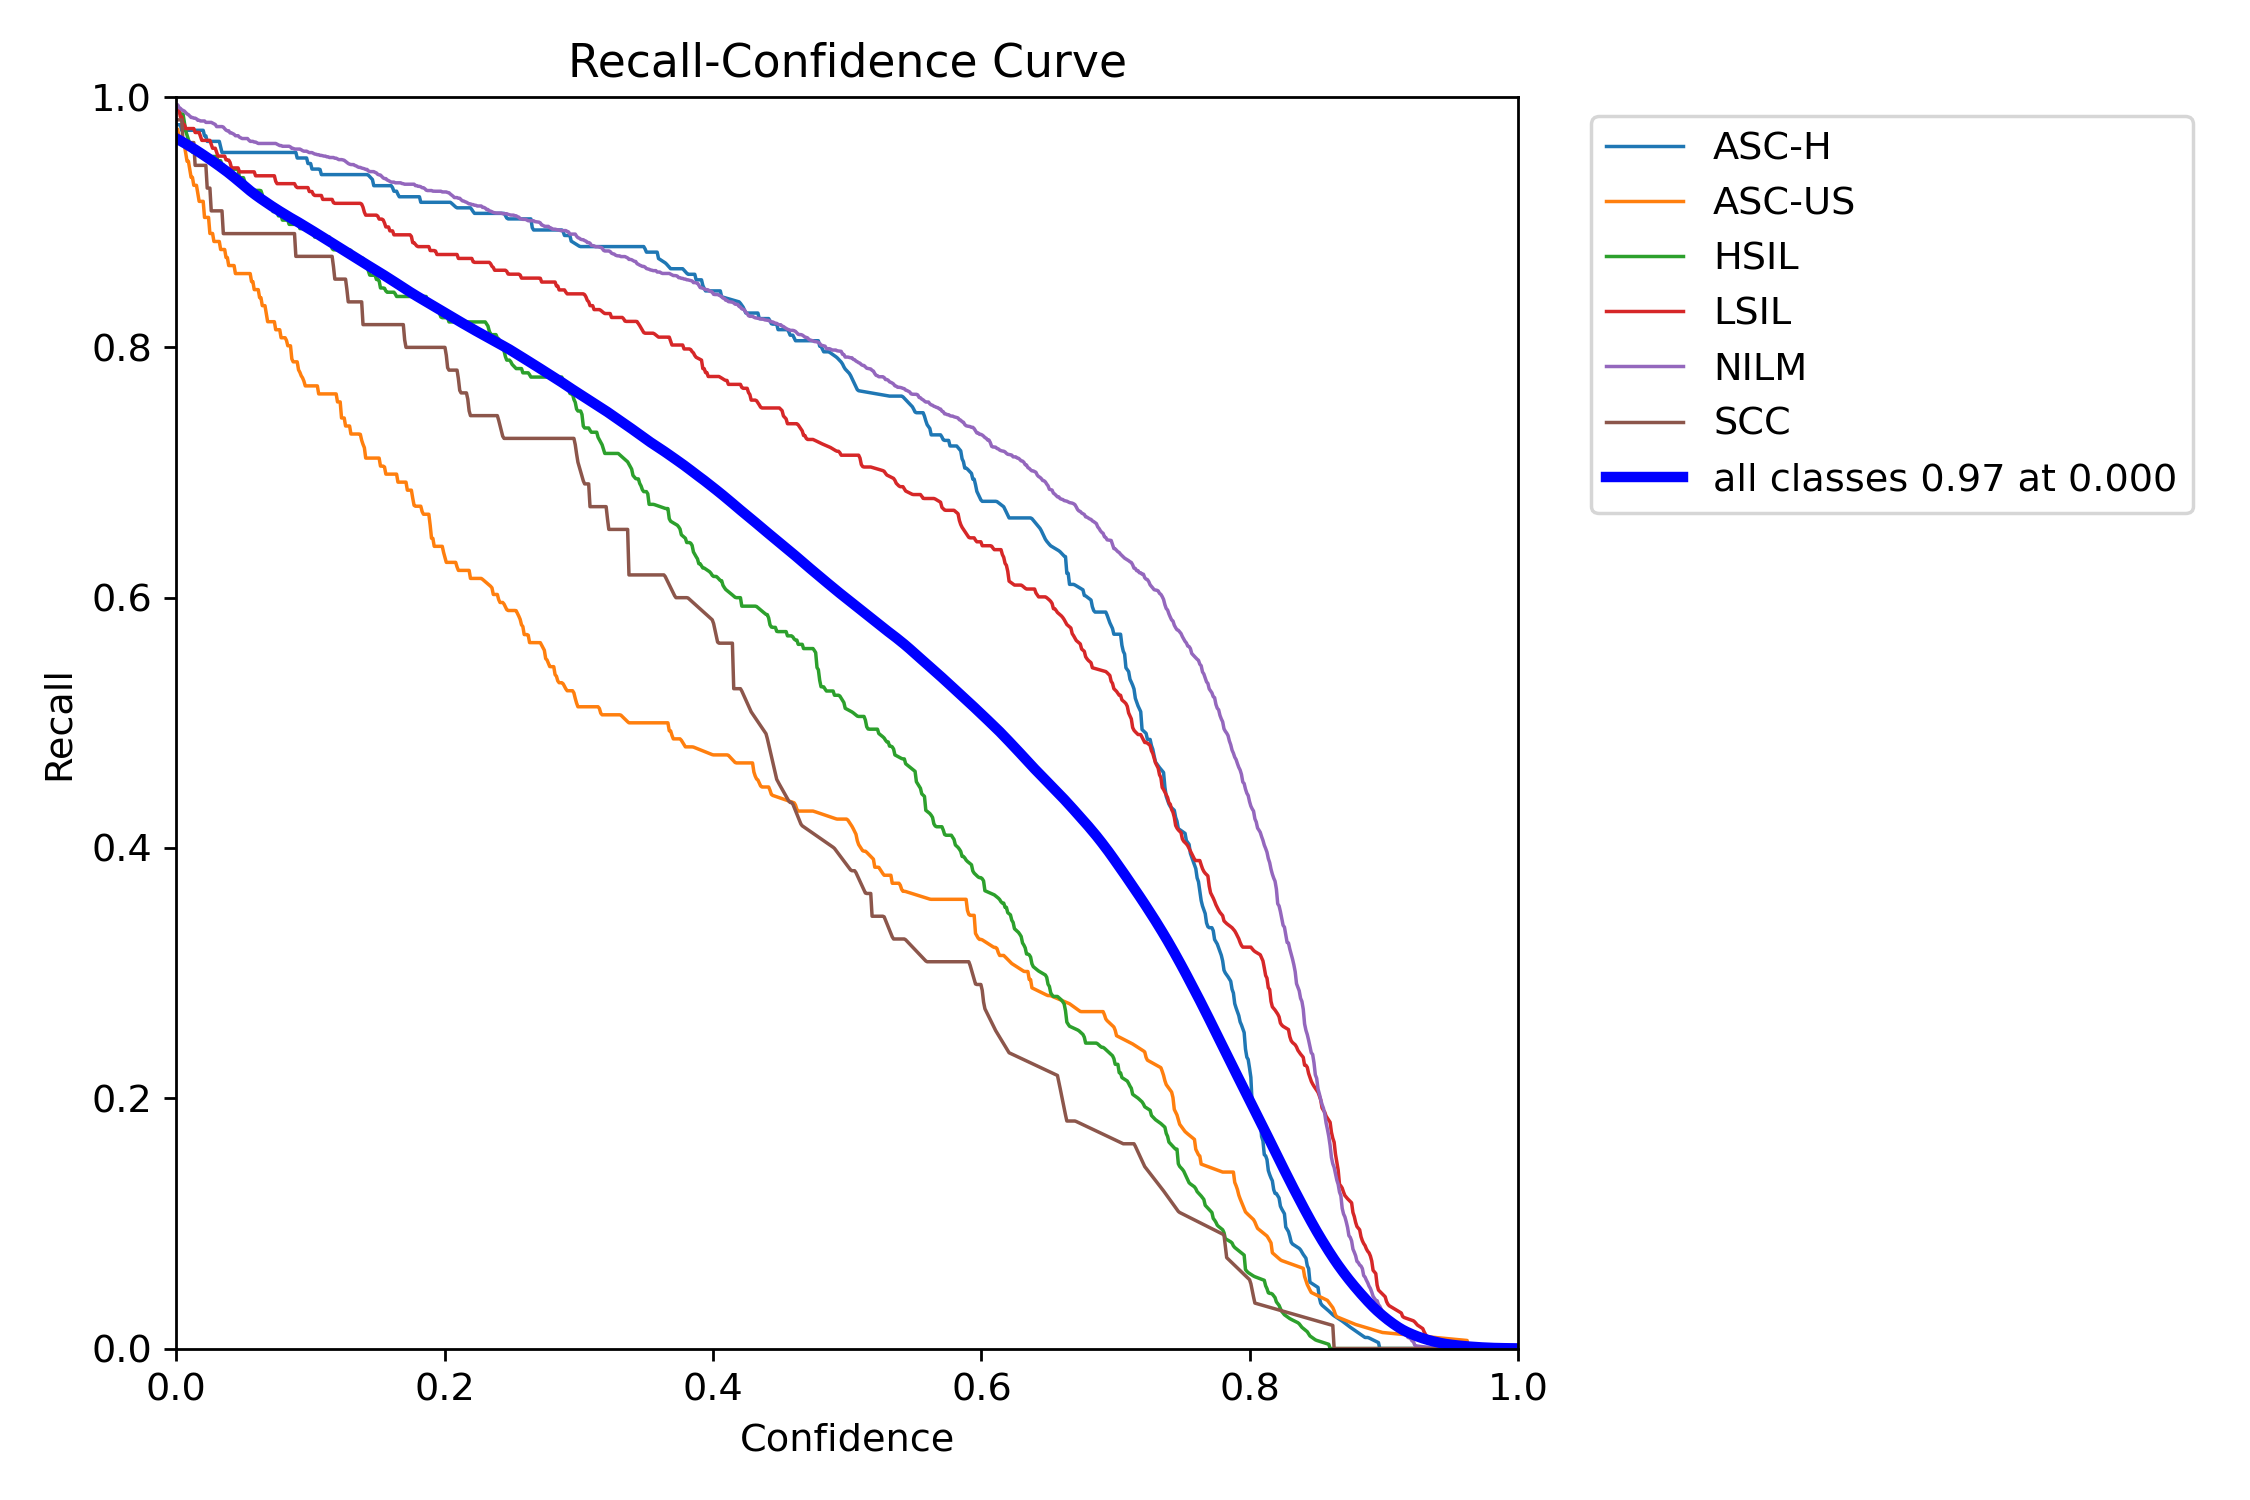 Recall-Confidence Curve
1.0
0.8
0.6
0.4
0.2
0.0
Recall
0.0 0.2 0.4 0.6 0.8 1.0
Confidence
ASC-H
ASC-US
HSIL
LSIL
NILM
SCC
all classes 0.97 at 0.000